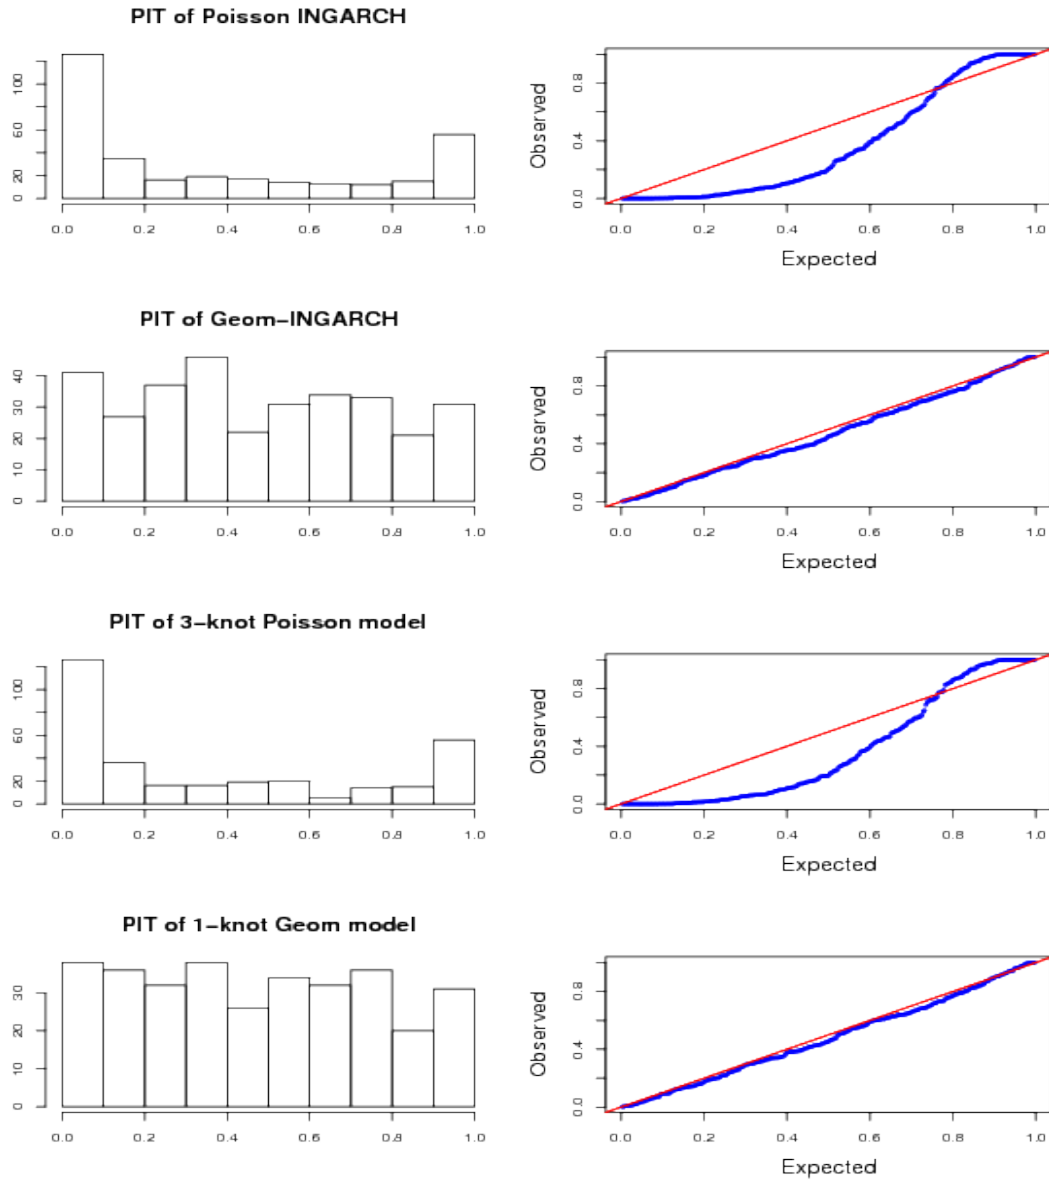 PIT of Poisson INGARCH
0 20 60 100
0.0 0.2 0.4 0.6 0.8 1.0
Observed
0.0 0.4 0.8
0.0 0.2 0.4 0.6 0.8 1.0
Expected
PIT of Geom-INGARCH
0 10 20 30 40
0.0 0.2 0.4 0.6 0.8 1.0
Observed
0.0 0.4 0.8
0.0 0.2 0.4 0.6 0.8 1.0
Expected
PIT of 3-knot Poisson model
0 20 60 100
0.0 0.2 0.4 0.6 0.8 1.0
Observed
0.0 0.4 0.8
0.0 0.2 0.4 0.6 0.8 1.0
Expected
PIT of 1-knot Geom model
0 10 20 30
0.0 0.2 0.4 0.6 0.8 1.0
Observed
0.0 0.4 0.8
0.0 0.2 0.4 0.6 0.8 1.0
Expected